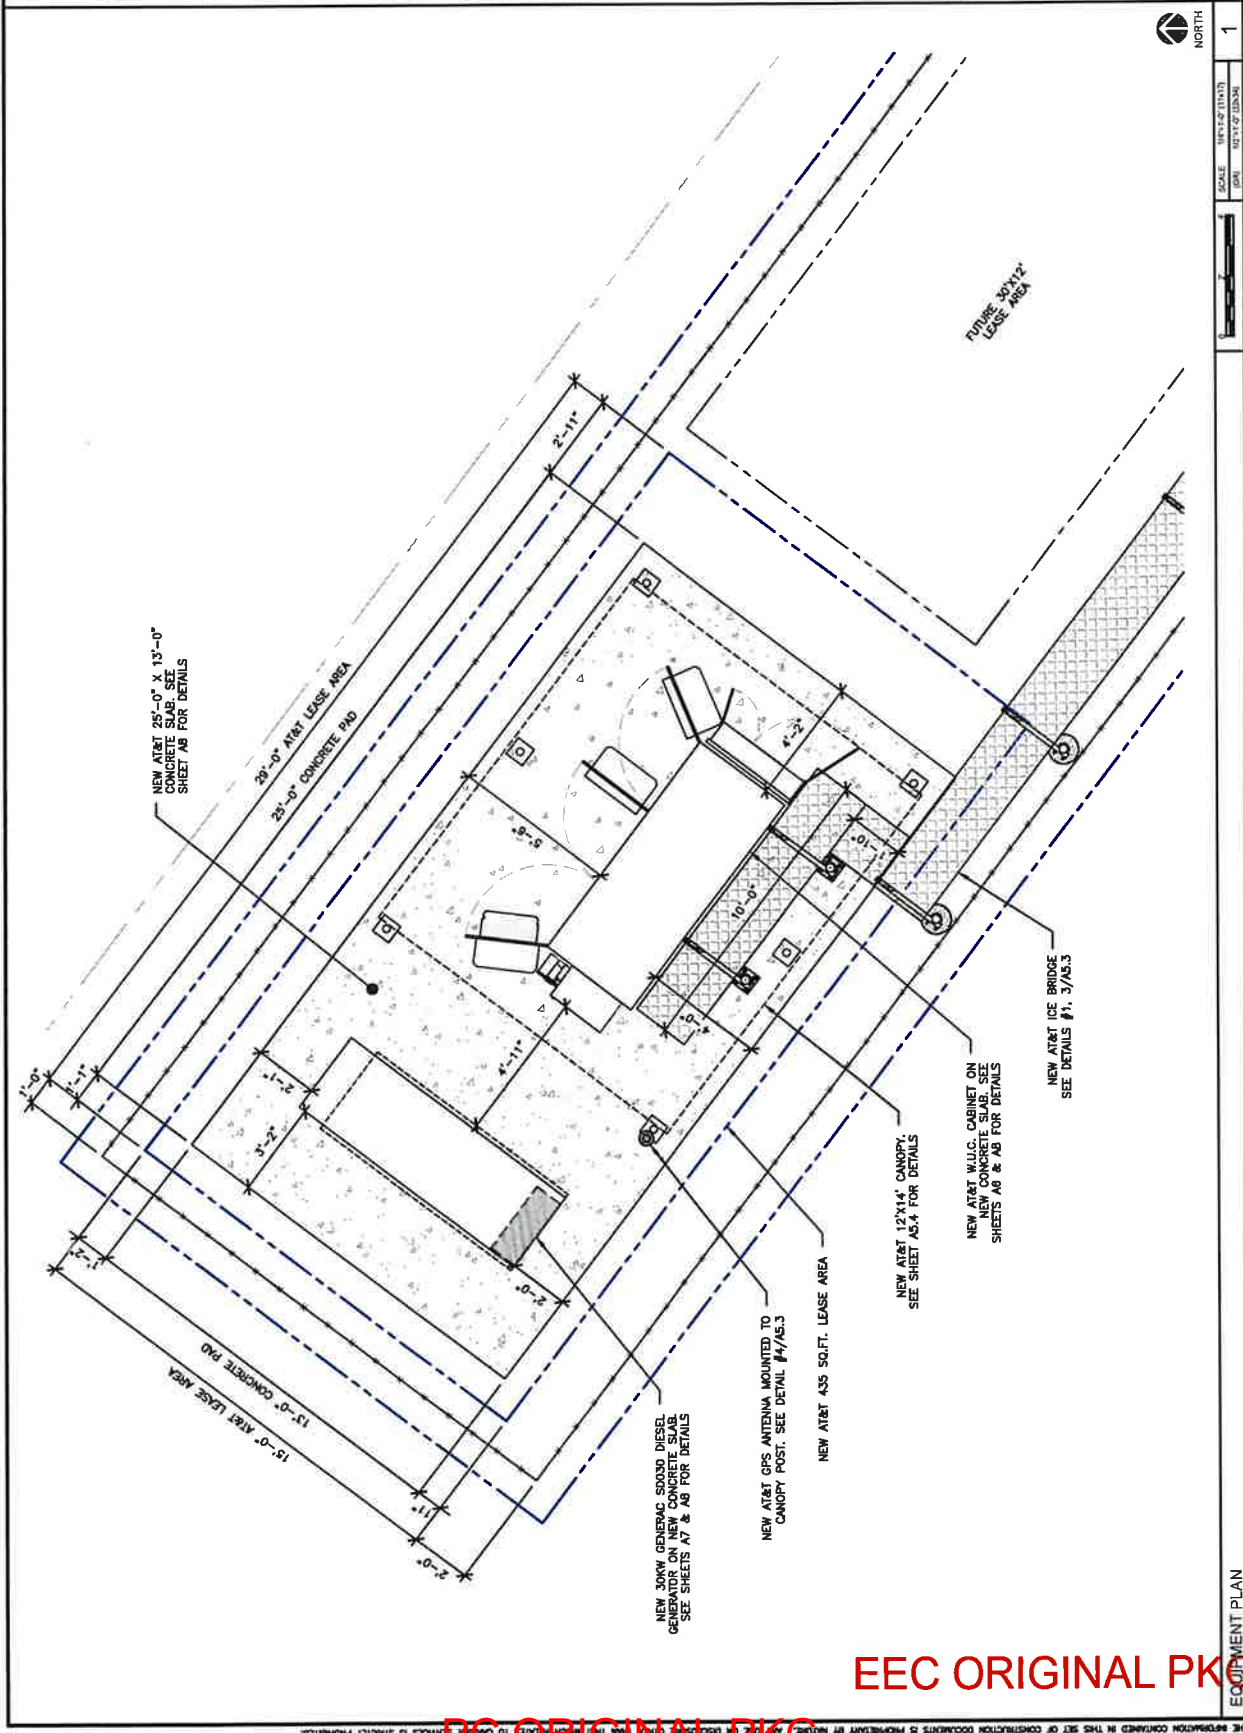 NEW AT&T 25'-0" X 13'-0"
CONCRETE SLAB. SEE
SHEET A8 FOR DETAILS
29'-0" AT&T LEASE AREA
25'-0" CONCRETE PAD
2'-11"
FUTURE 30'X12'
LEASE AREA
NORTH
5'-6"
4'-2"
1'-10"
10'-0"
4'-0"
4'-11"
2'-1"
3'-2"
2'-0"
1'-2"
13'-0" CONCRETE PAD
15'-0" AT&T LEASE AREA
11"
2'-0"
NEW 30KW GENERAC SD030 DIESEL
GENERATOR ON NEW CONCRETE SLAB.
SEE SHEETS A7 & A8 FOR DETAILS
NEW AT&T GPS ANTENNA MOUNTED TO
CANOPY POST. SEE DETAIL #4/A5.3
NEW AT&T 435 SQ.FT. LEASE AREA
NEW AT&T 12'X14' CANOPY.
SEE SHEET A5.4 FOR DETAILS
NEW AT&T W.U.C. CABINET ON
NEW CONCRETE SLAB. SEE
SHEETS A6 & A8 FOR DETAILS
NEW AT&T ICE BRIDGE
SEE DETAILS #1, 3/A5.3
EQUIPMENT PLAN
SCALE
1
EEC ORIGINAL PKG
PC ORIGINAL PKG